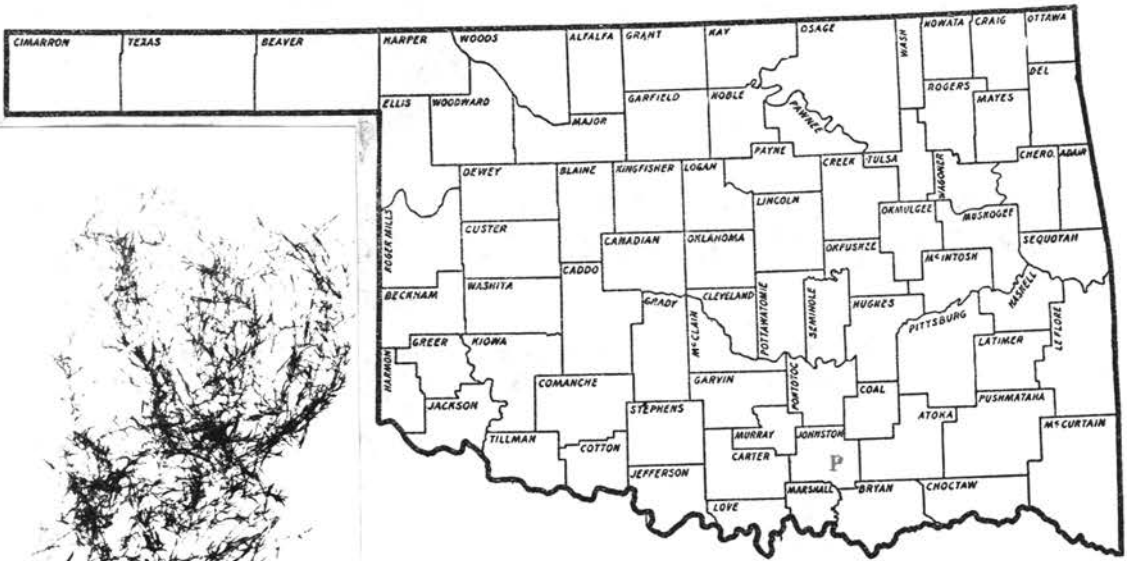 CIMARRON TEXAS BEAVER HARPER WOODS ALFALFA GRANT KAY OSAGE WASH NOWATA CRAIG OTTAWA
DEL
ELLIS WOODWARD MAJOR GARFIELD NOBLE PAWNEE ROGERS MAYES
DEWEY BLAINE KINGFISHER LOGAN PAYNE CREEK TULSA WAGONER CHERO. ADAIR
LINCOLN
ROGER MILLS CUSTER CANADIAN OKLAHOMA OKFUSKEE OKMULGEE MUSKOGEE
SEQUOYAH
BECKHAM WASHITA CADDO GRADY CLEVELAND POTTAWATOMIE SEMINOLE HUGHES McINTOSH HASKELL
McCLAIN PITTSBURG
HARMON GREER KIOWA LATIMER LEFLORE
JACKSON COMANCHE STEPHENS GARVIN PONTOTOC COAL ATOKA PUSHMATAHA
McCURTAIN
TILLMAN COTTON JEFFERSON CARTER MURRAY JOHNSTON
P
LOVE MARSHALL BRYAN CHOCTAW